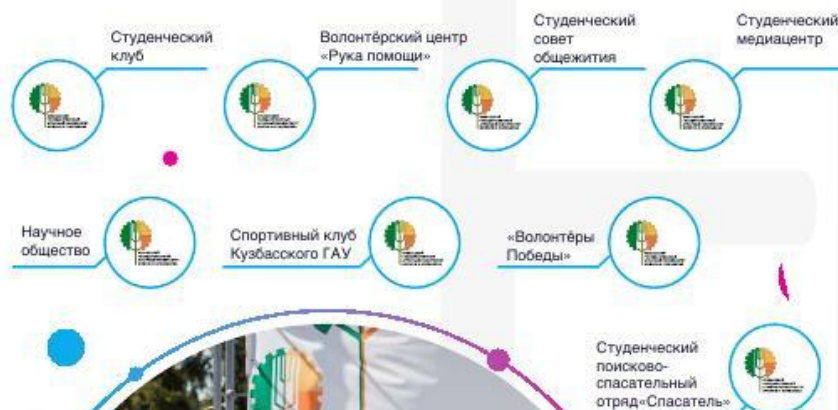 Студенческий
клуб
Волонтёрский центр
«Рука помощи»
Студенческий
совет
общежития
Студенческий
медиацентр
Научное
общество
Спортивный клуб
Кузбасского ГАУ
«Волонтёры
Победы»
Студенческий
поисково-
спасательный
отряд«Спасатель»